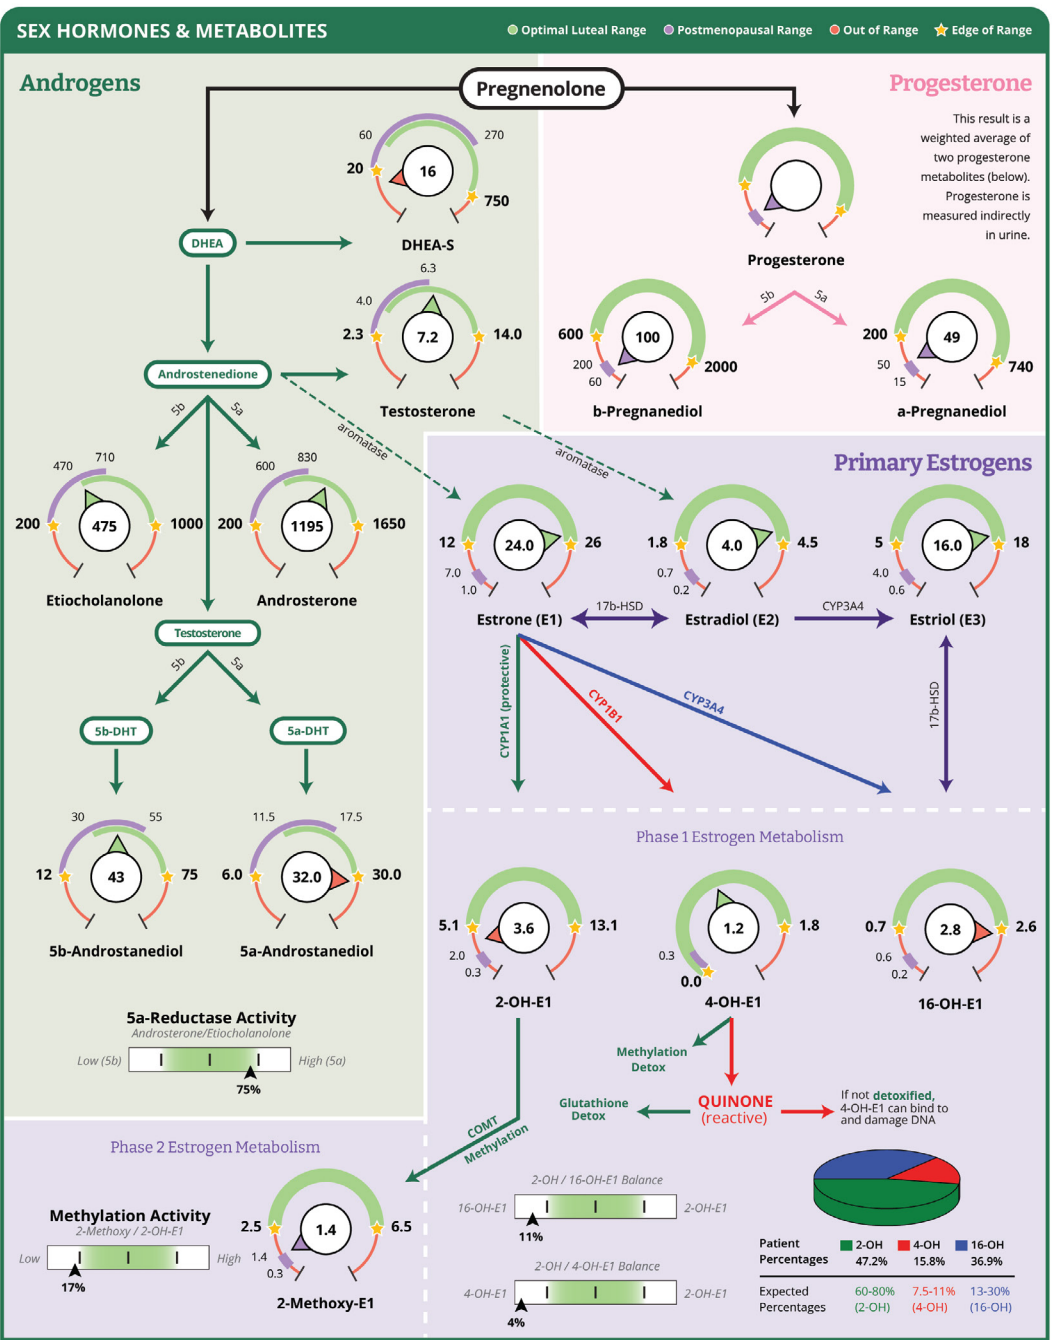 SEX HORMONES & METABOLITES
Optimal Luteal Range
Postmenopausal Range
Out of Range
Edge of Range
Androgens
Pregnenolone
Progesterone
This result is a
weighted average of
two progesterone
metabolites (below).
Progesterone is
measured indirectly
in urine.
60
270
20
16
750
DHEA-S
DHEA
Progesterone
5b
5a
6.3
4.0
2.3
7.2
14.0
Testosterone
600
100
200
60
2000
b-Pregnanediol
200
49
50
15
740
a-Pregnanediol
Androstenedione
5b
5a
aromatase
aromatase
470
710
200
475
1000
Etiocholanolone
600
830
200
1195
1650
Androsterone
Primary Estrogens
12
24.0
26
7.0
1.0
Estrone (E1)
17b-HSD
1.8
4.0
4.5
0.7
0.2
Estradiol (E2)
CYP3A4
5
16.0
18
4.0
0.6
Estriol (E3)
Testosterone
5b
5a
5b-DHT
5a-DHT
CYP1A1 (protective)
CYP1B1
CYP3A4
17b-HSD
30
55
12
43
75
5b-Androstanediol
11.5
17.5
6.0
32.0
30.0
5a-Androstanediol
Phase 1 Estrogen Metabolism
5.1
3.6
13.1
2.0
0.3
2-OH-E1
1.2
1.8
0.3
0.0
4-OH-E1
0.7
2.8
2.6
0.6
0.2
16-OH-E1
5a-Reductase Activity
Androsterone/Etiocholanolone
Low (5b)
High (5a)
75%
Methylation
Detox
Glutathione
Detox
QUINONE
(reactive)
If not detoxified,
4-OH-E1 can bind to
and damage DNA
COMT
Methylation
Phase 2 Estrogen Metabolism
Methylation Activity
2-Methoxy / 2-OH-E1
Low
High
17%
2.5
1.4
6.5
1.4
0.3
2-Methoxy-E1
2-OH / 16-OH-E1 Balance
16-OH-E1
2-OH-E1
11%
2-OH / 4-OH-E1 Balance
4-OH-E1
2-OH-E1
4%
Patient
Percentages
2-OH
47.2%
4-OH
15.8%
16-OH
36.9%
Expected
Percentages
60-80%
(2-OH)
7.5-11%
(4-OH)
13-30%
(16-OH)